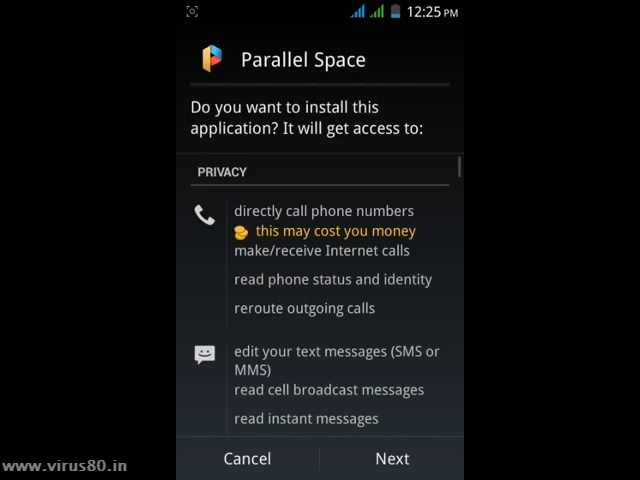 12:25 PM
Parallel Space
Do you want to install this
application? It will get access to:
PRIVACY
directly call phone numbers
this may cost you money
make/receive Internet calls
read phone status and identity
reroute outgoing calls
edit your text messages (SMS or
MMS)
read cell broadcast messages
read instant messages
Cancel Next
www.virus80.in